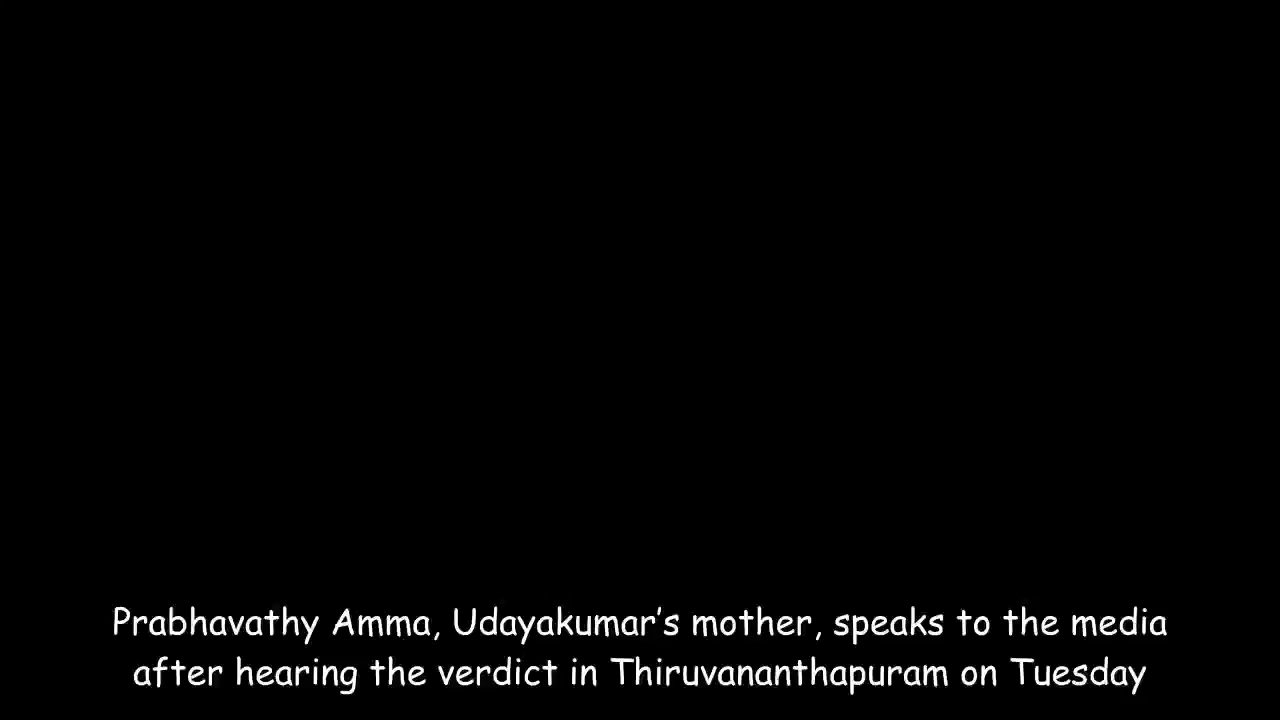 Prabhavathy Amma, Udayakumar’s mother, speaks to the media
after hearing the verdict in Thiruvananthapuram on Tuesday